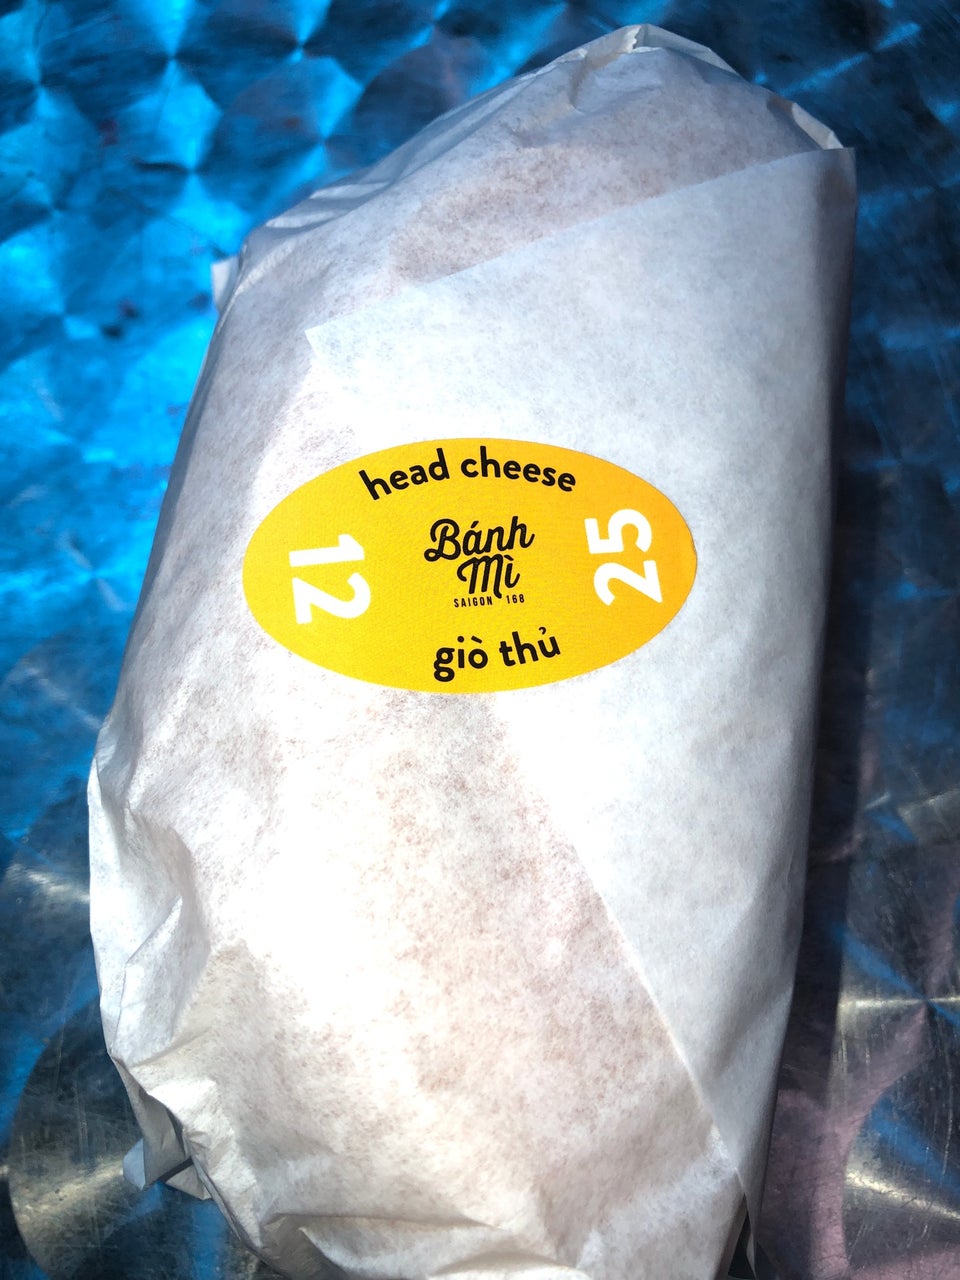 head cheese
12
Bánh
Mì
SAIGON 168
25
giò thủ